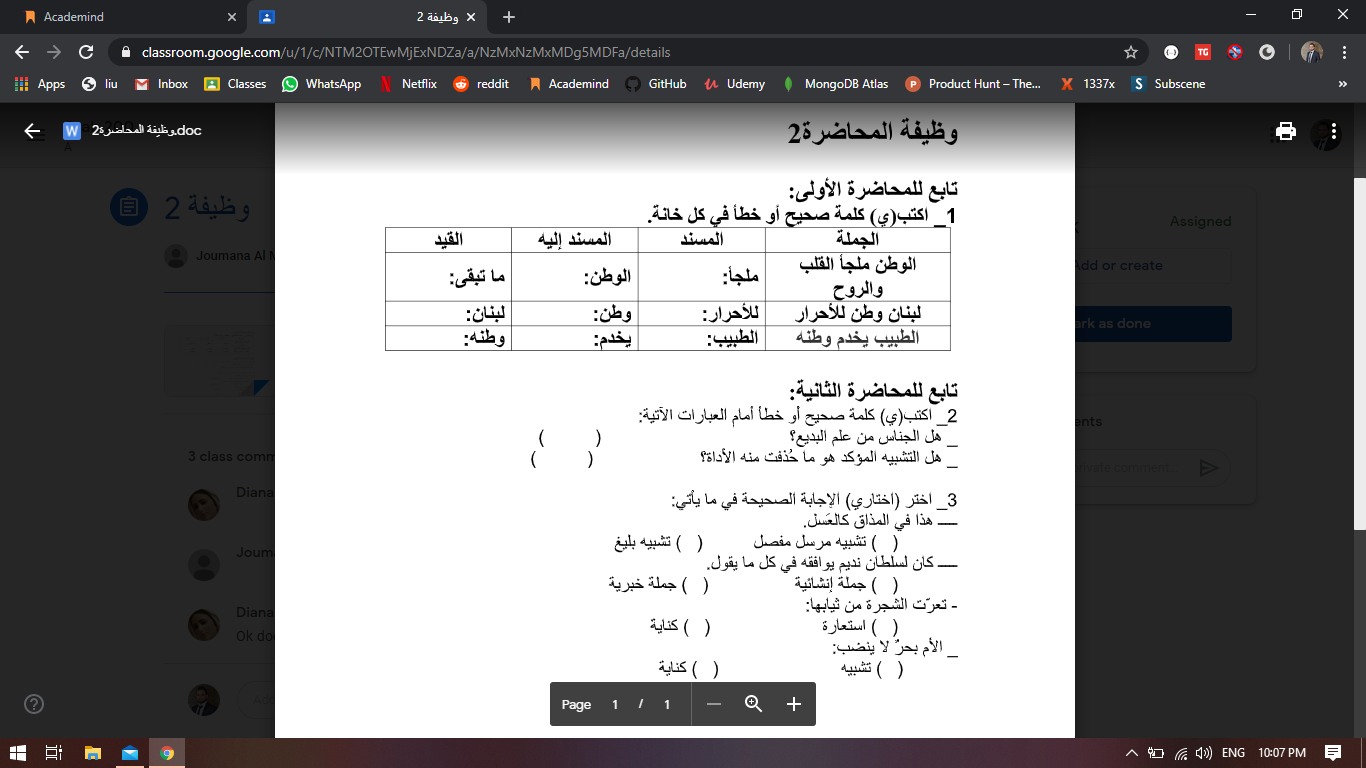 Academind
وظيفة 2
classroom.google.com/u/1/c/NTM2OTEwMjExNDZa/a/NzMxNzMxMDg5MDFa/details
TG
Apps liu Inbox Classes WhatsApp Netflix reddit Academind GitHub Udemy MongoDB Atlas Product Hunt – The... 1337x Subscene »
W وظيفة المحاضرة2.doc
وظيفة 2
Joumana Al M
Assigned
Add or create
ark as done
ents
rivate comment...
3 class comm
Diana
Joum
Diana
Ok do
وظيفة المحاضرة2
تابع للمحاضرة الأولى:
1_ اكتب(ي) كلمة صحيح أو خطأ في كل خانة.
الجملة المسند المسند إليه القيد
الوطن ملجأ القلب والروح ملجأ: الوطن: ما تبقى:
لبنان وطن للأحرار للأحرار: وطن: لبنان:
الطبيب يخدم وطنه الطبيب: يخدم: وطنه:
تابع للمحاضرة الثانية:
2_ اكتب(ي) كلمة صحيح أو خطأ أمام العبارات الآتية:
_ هل الجناس من علم البديع؟ ( )
_ هل التشبيه المؤكد هو ما حُذفت منه الأداة؟ ( )
3_ اختر (اختاري) الإجابة الصحيحة في ما يأتي:
ــــ هذا في المذاق كالعَسل.
( ) تشبيه مرسل مفصل ( ) تشبيه بليغ
ــــ كان لسلطان نديم يوافقه في كل ما يقول.
( ) جملة إنشائية ( ) جملة خبرية
- تعرّت الشجرة من ثيابها:
( ) استعارة ( ) كناية
_ الأم بحرٌ لا ينضب:
( ) تشبيه ( ) كناية
Page 1 / 1
ENG 10:07 PM